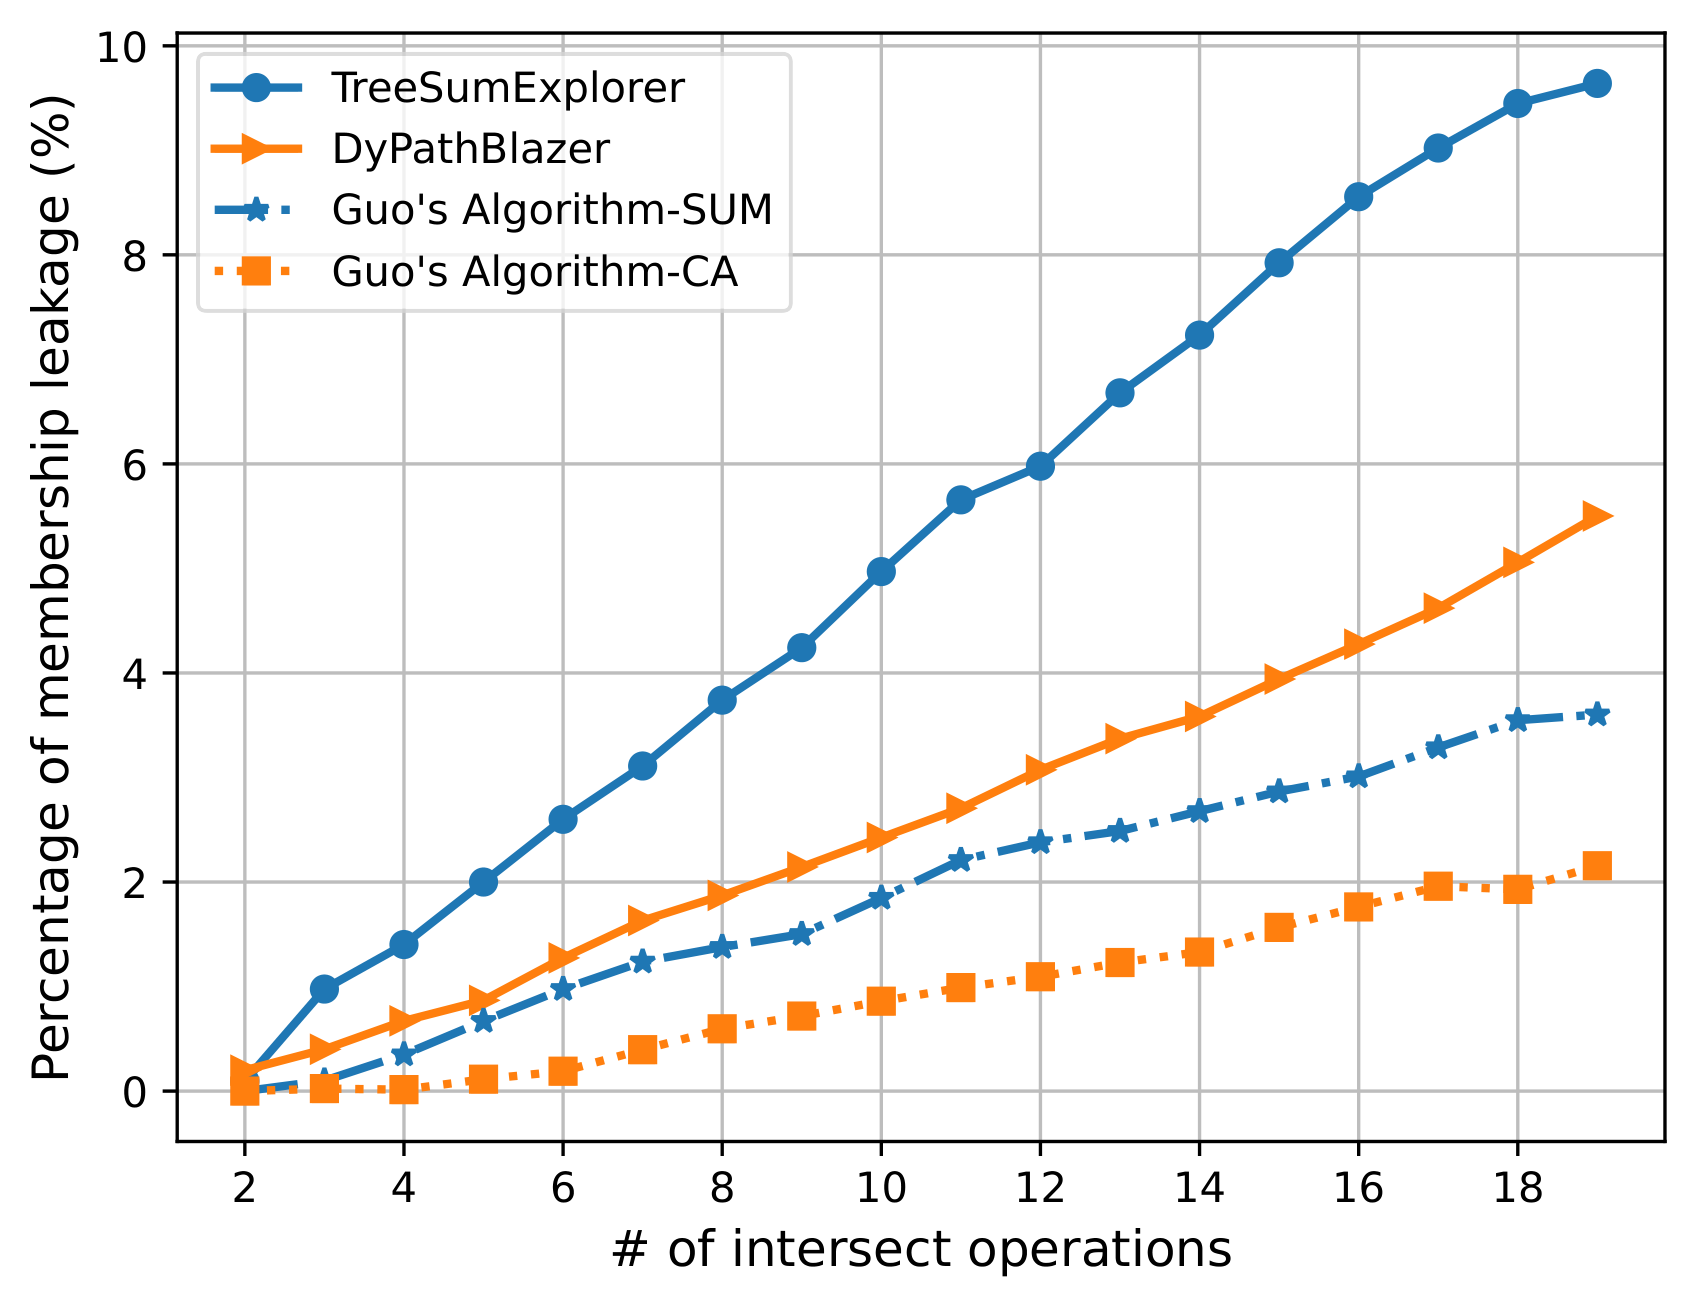 Percentage of membership leakage (%)
10
8
6
4
2
0
TreeSumExplorer
DyPathBlazer
Guo's Algorithm-SUM
Guo's Algorithm-CA
2 4 6 8 10 12 14 16 18
# of intersect operations